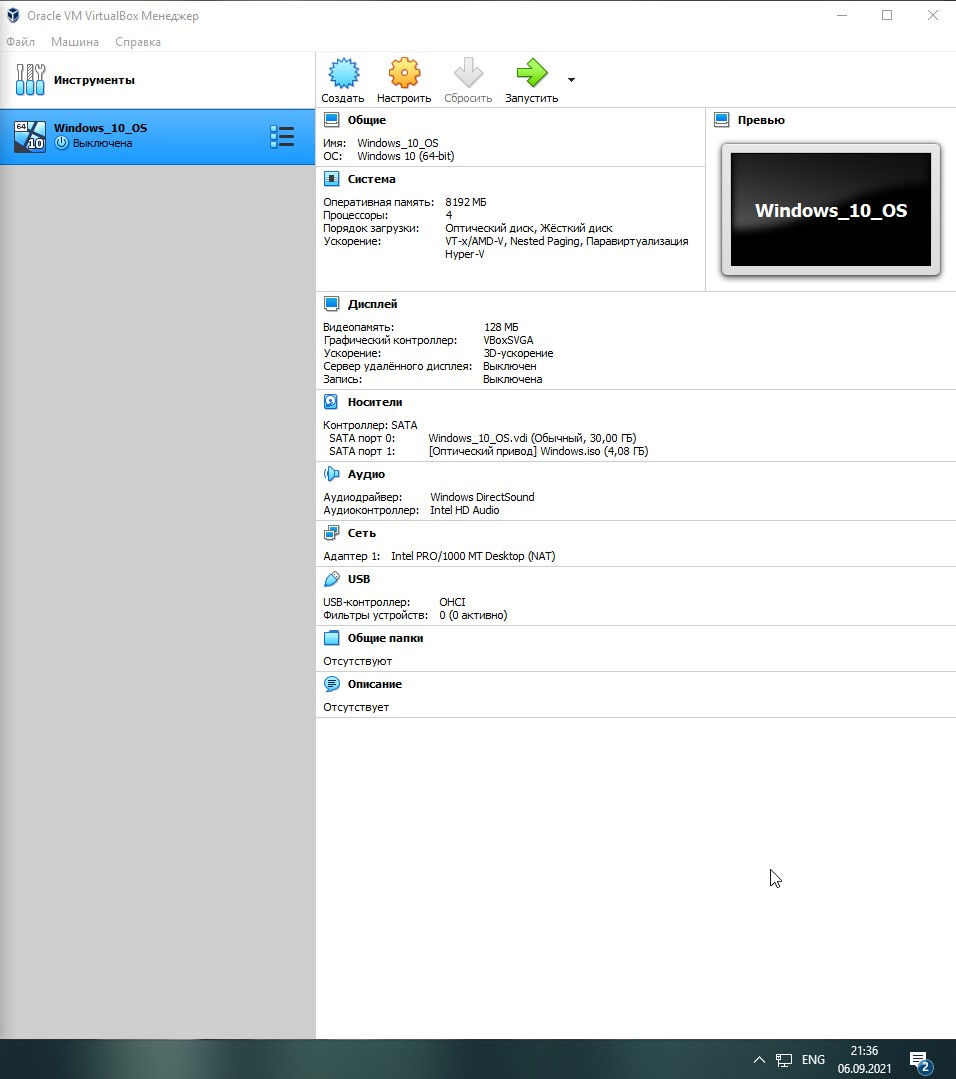 Oracle VM VirtualBox Менеджер
Файл Машина Справка
Инструменты
Создать Настроить Сбросить Запустить
64 10
Windows_10_OS
Выключена
Общие
Имя: Windows_10_OS
ОС: Windows 10 (64-bit)
Превью
Windows_10_OS
Система
Оперативная память: 8192 МБ
Процессоры: 4
Порядок загрузки: Оптический диск, Жёсткий диск
Ускорение: VT-x/AMD-V, Nested Paging, Паравиртуализация
Hyper-V
Дисплей
Видеопамять: 128 МБ
Графический контроллер: VBoxSVGA
Ускорение: 3D-ускорение
Сервер удалённого дисплея: Выключен
Запись: Выключена
Носители
Контроллер: SATA
SATA порт 0: Windows_10_OS.vdi (Обычный, 30,00 ГБ)
SATA порт 1: [Оптический привод] Windows.iso (4,08 ГБ)
Аудио
Аудиодрайвер: Windows DirectSound
Аудиоконтроллер: Intel HD Audio
Сеть
Адаптер 1: Intel PRO/1000 MT Desktop (NAT)
USB
USB-контроллер: OHCI
Фильтры устройств: 0 (0 активно)
Общие папки
Отсутствуют
Описание
Отсутствует
ENG
21:36
06.09.2021
2